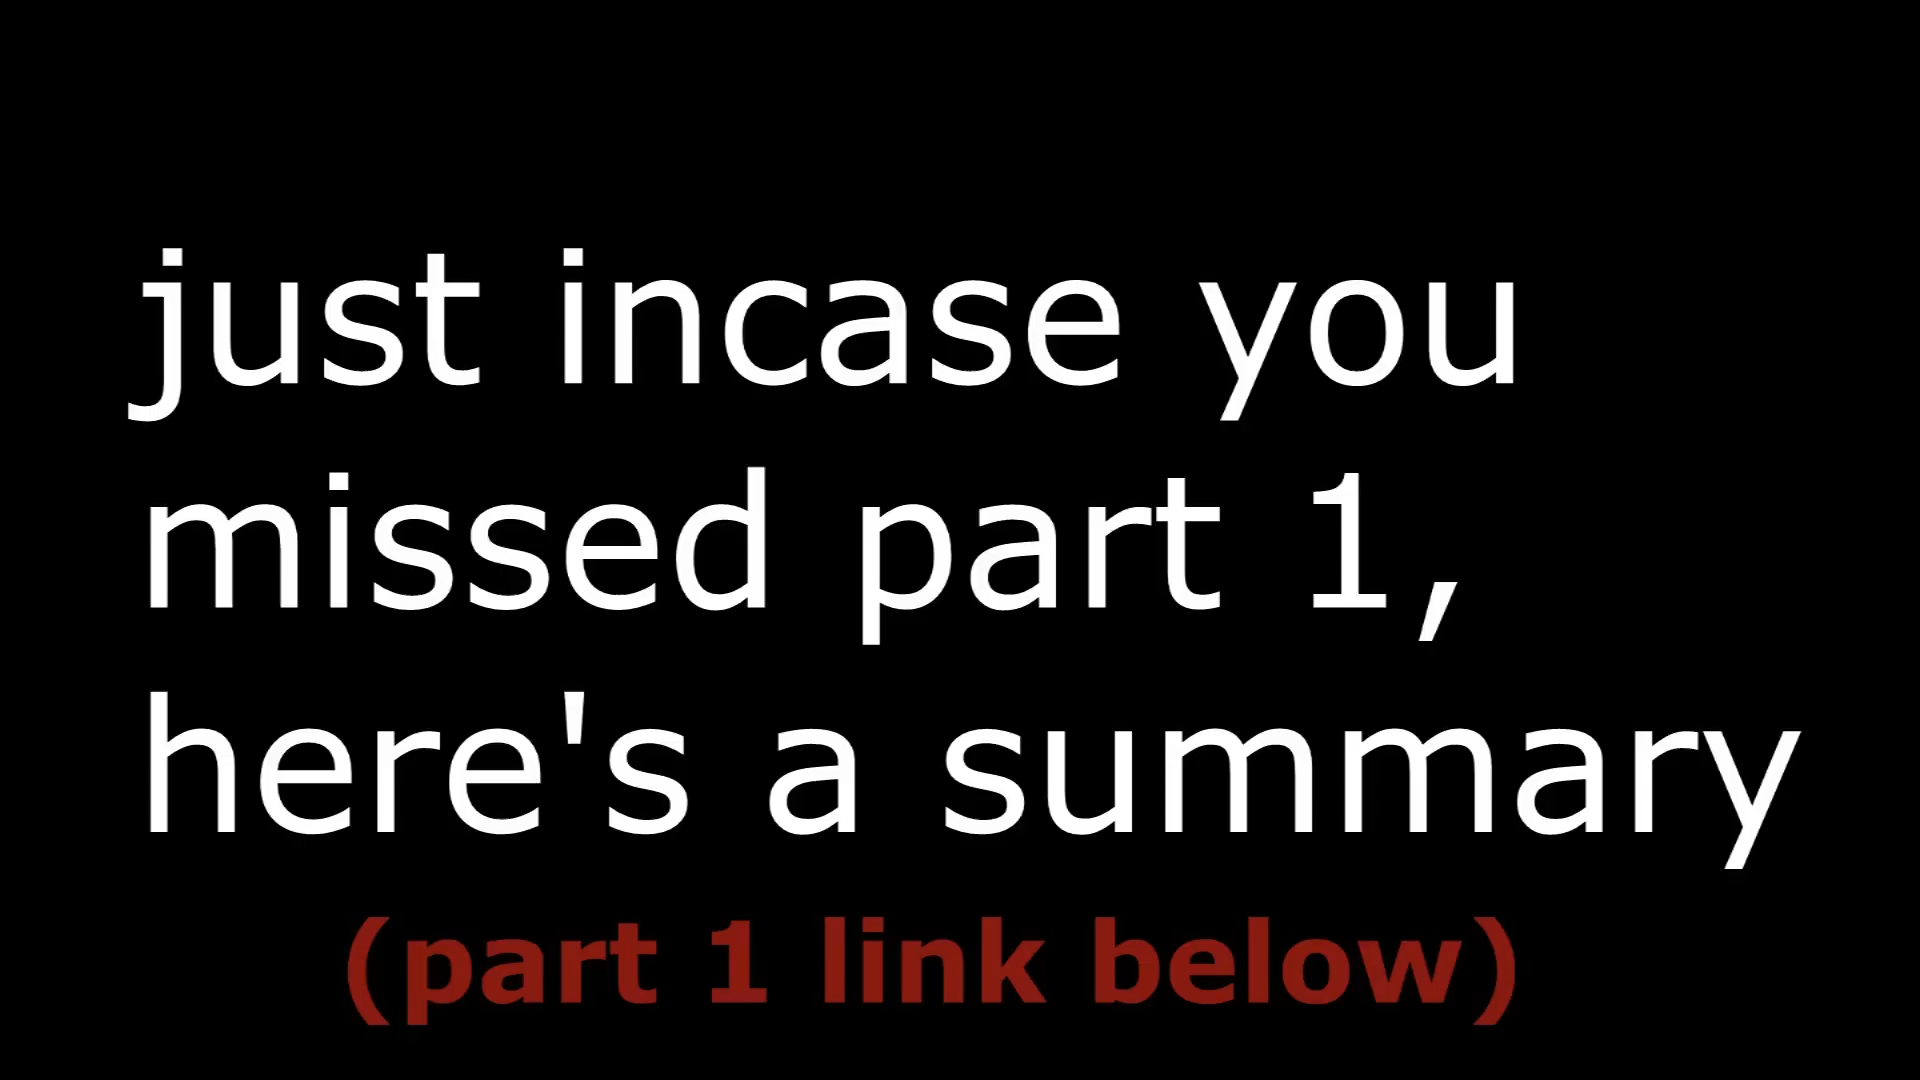 just incase you
missed part 1,
here's a summary
(part 1 link below)